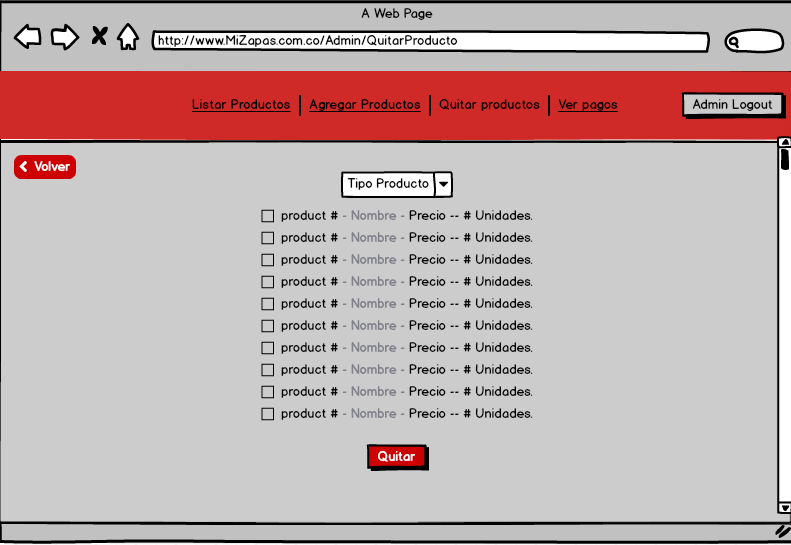 A Web Page
http://www.MiZapas.com.co/Admin/QuitarProducto
Listar Productos Agregar Productos Quitar productos Ver pagos Admin Logout
Volver
Tipo Producto
product # - Nombre - Precio -- # Unidades.
product # - Nombre - Precio -- # Unidades.
product # - Nombre - Precio -- # Unidades.
product # - Nombre - Precio -- # Unidades.
product # - Nombre - Precio -- # Unidades.
product # - Nombre - Precio -- # Unidades.
product # - Nombre - Precio -- # Unidades.
product # - Nombre - Precio -- # Unidades.
product # - Nombre - Precio -- # Unidades.
product # - Nombre - Precio -- # Unidades.
Quitar